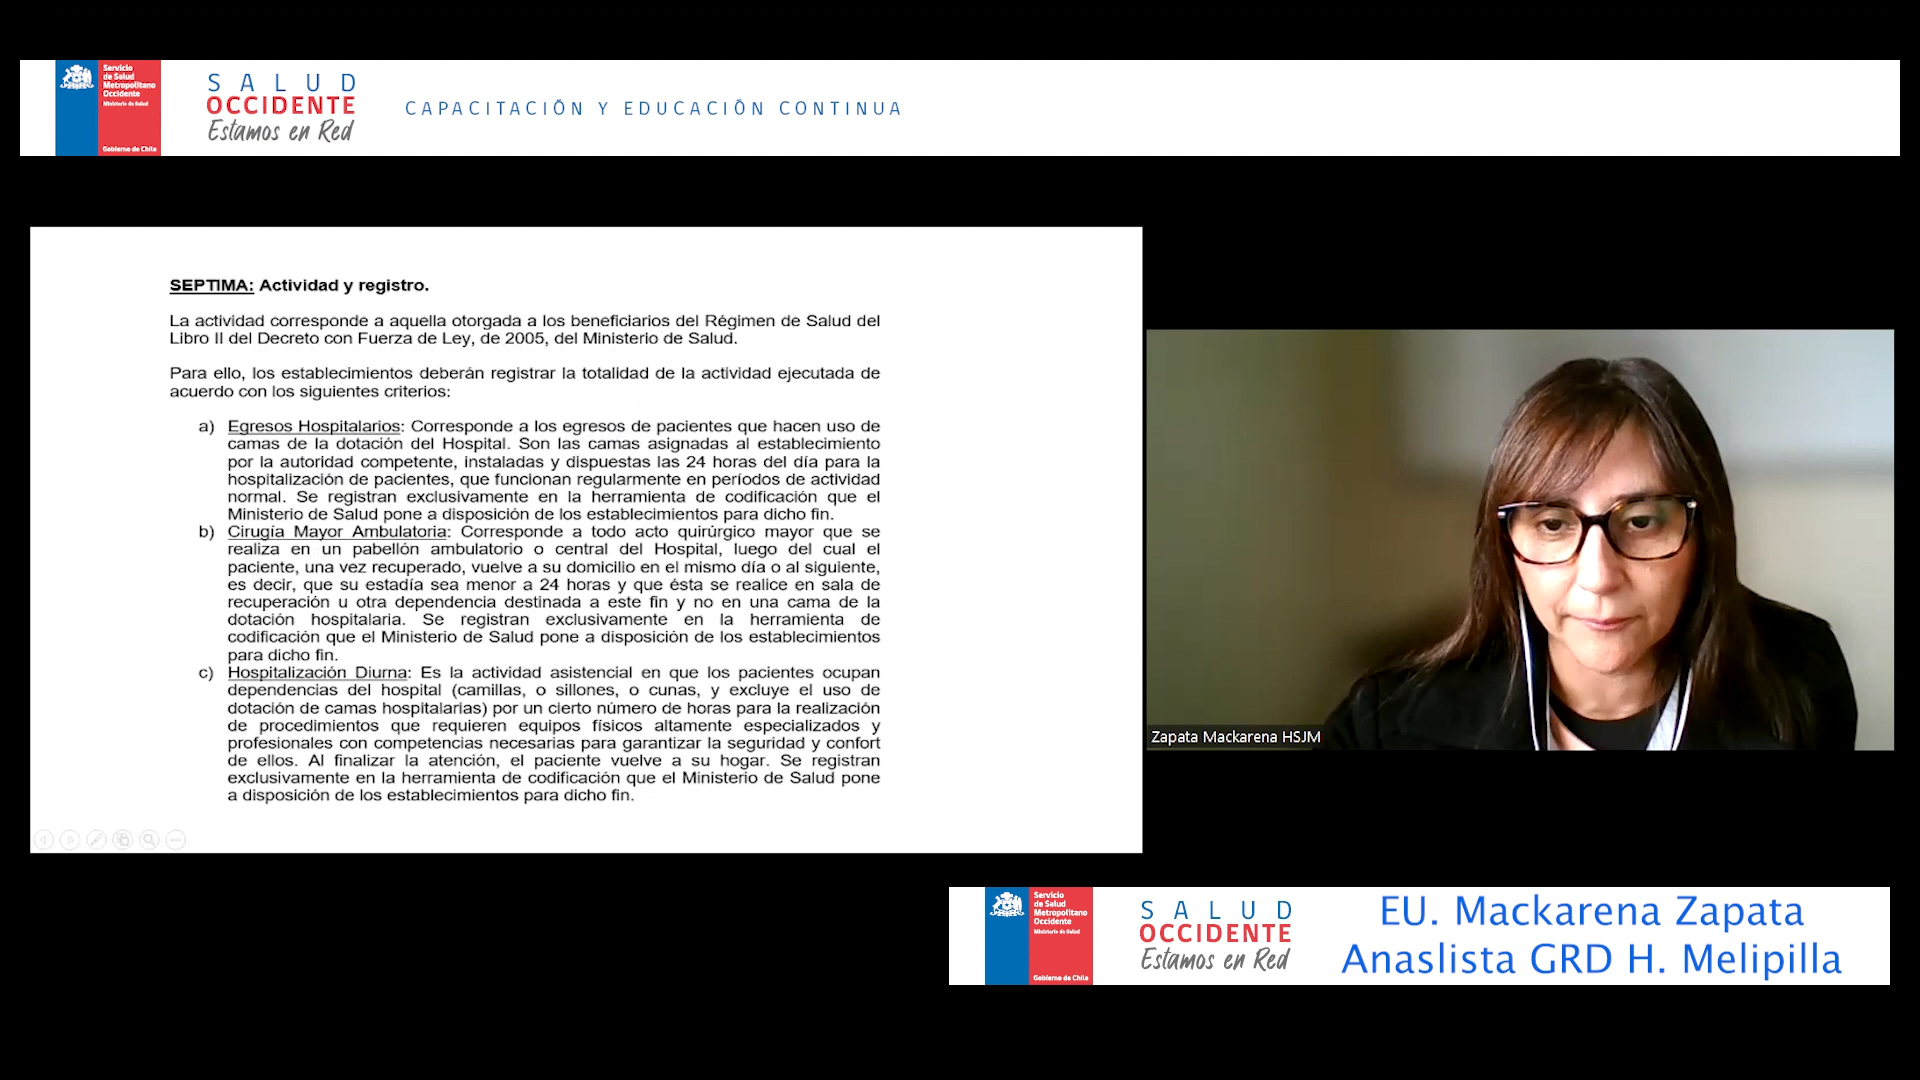 Servicio
de Salud
Metropolitano
Occidente
Ministerio de Salud
Gobierno de Chile
SALUD
OCCIDENTE
Estamos en Red
CAPACITACIÓN Y EDUCACIÓN CONTINUA
SEPTIMA: Actividad y registro.
La actividad corresponde a aquella otorgada a los beneficiarios del Régimen de Salud del
Libro II del Decreto con Fuerza de Ley, de 2005, del Ministerio de Salud.
Para ello, los establecimientos deberán registrar la totalidad de la actividad ejecutada de
acuerdo con los siguientes criterios:
a) Egresos Hospitalarios: Corresponde a los egresos de pacientes que hacen uso de
camas de la dotación del Hospital. Son las camas asignadas al establecimiento
por la autoridad competente, instaladas y dispuestas las 24 horas del día para la
hospitalización de pacientes, que funcionan regularmente en períodos de actividad
normal. Se registran exclusivamente en la herramienta de codificación que el
Ministerio de Salud pone a disposición de los establecimientos para dicho fin.
b) Cirugía Mayor Ambulatoria: Corresponde a todo acto quirúrgico mayor que se
realiza en un pabellón ambulatorio o central del Hospital, luego del cual el
paciente, una vez recuperado, vuelve a su domicilio en el mismo día o al siguiente,
es decir, que su estadía sea menor a 24 horas y que ésta se realice en sala de
recuperación u otra dependencia destinada a este fin y no en una cama de la
dotación hospitalaria. Se registran exclusivamente en la herramienta de
codificación que el Ministerio de Salud pone a disposición de los establecimientos
para dicho fin.
c) Hospitalización Diurna: Es la actividad asistencial en que los pacientes ocupan
dependencias del hospital (camillas, o sillones, o cunas, y excluye el uso de
dotación de camas hospitalarias) por un cierto número de horas para la realización
de procedimientos que requieren equipos físicos altamente especializados y
profesionales con competencias necesarias para garantizar la seguridad y confort
de ellos. Al finalizar la atención, el paciente vuelve a su hogar. Se registran
exclusivamente en la herramienta de codificación que el Ministerio de Salud pone
a disposición de los establecimientos para dicho fin.
Zapata Mackarena HSJM
Servicio
de Salud
Metropolitano
Occidente
Ministerio de Salud
Gobierno de Chile
SALUD
OCCIDENTE
Estamos en Red
EU. Mackarena Zapata
Anaslista GRD H. Melipilla